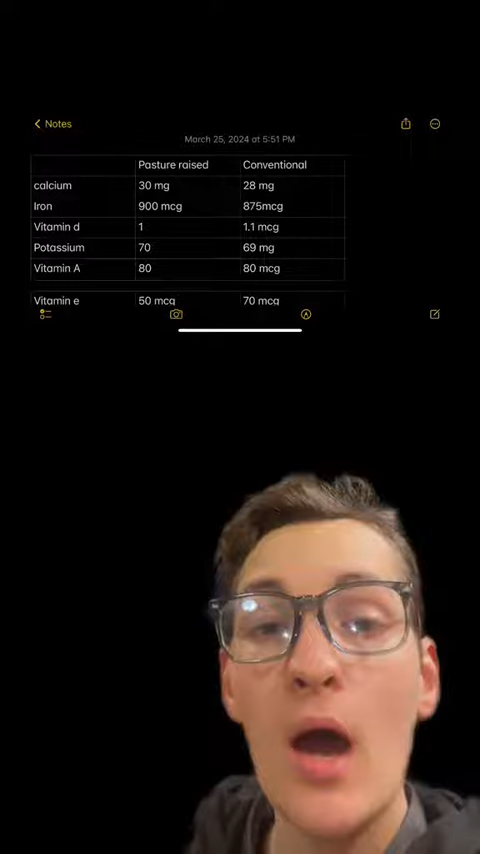 Notes
March 25, 2024 at 5:51 PM
Pasture raised Conventional
calcium 30 mg 28 mg
Iron 900 mcg 875mcg
Vitamin d 1 1.1 mcg
Potassium 70 69 mg
Vitamin A 80 80 mcg
Vitamin e 50 mcg 70 mcg